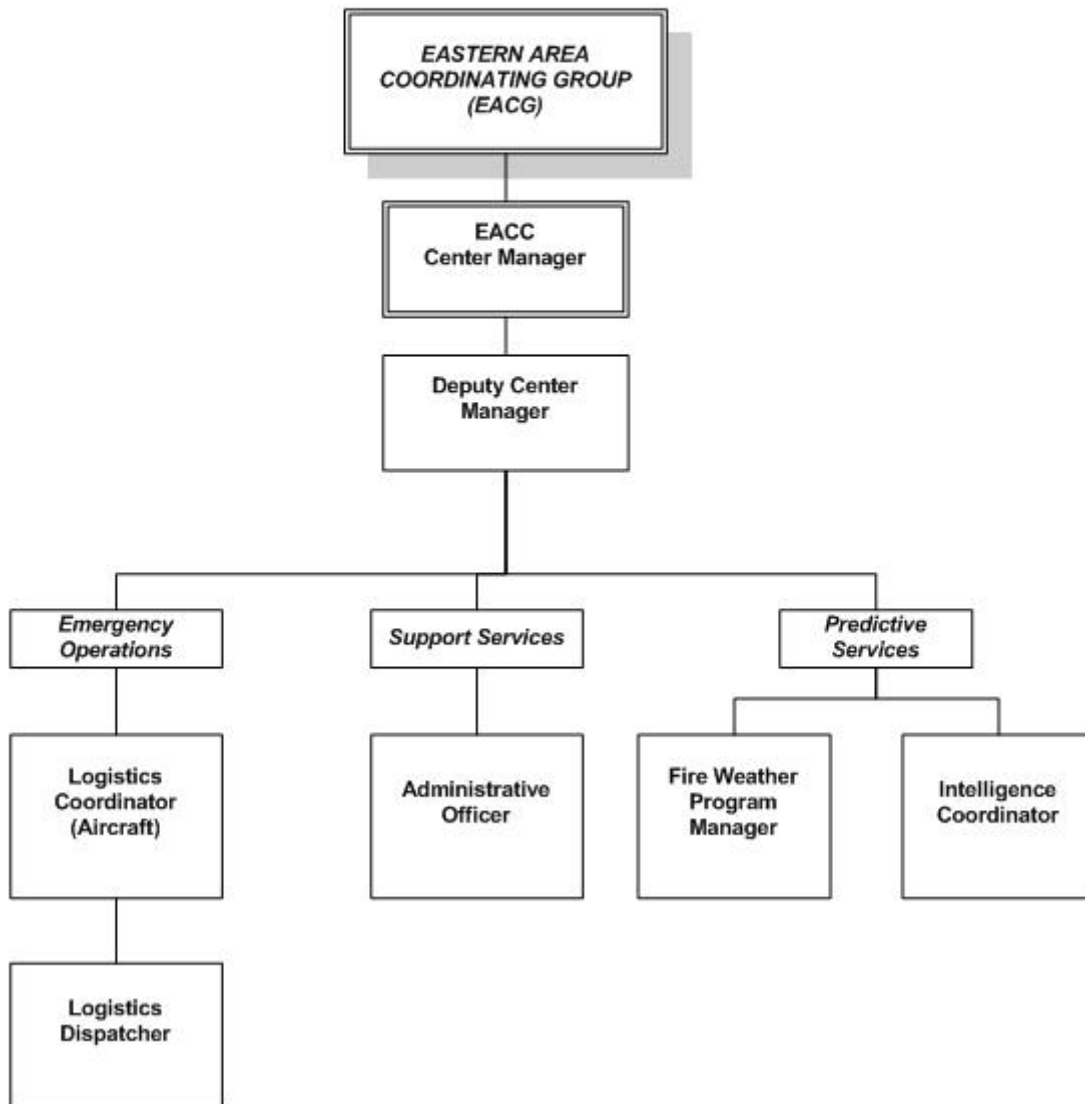 EASTERN AREA
COORDINATING GROUP
(EACG)
EACC
Center Manager
Deputy Center
Manager
Emergency
Operations
Support Services
Predictive
Services
Logistics
Coordinator
(Aircraft)
Administrative
Officer
Fire Weather
Program
Manager
Intelligence
Coordinator
Logistics
Dispatcher